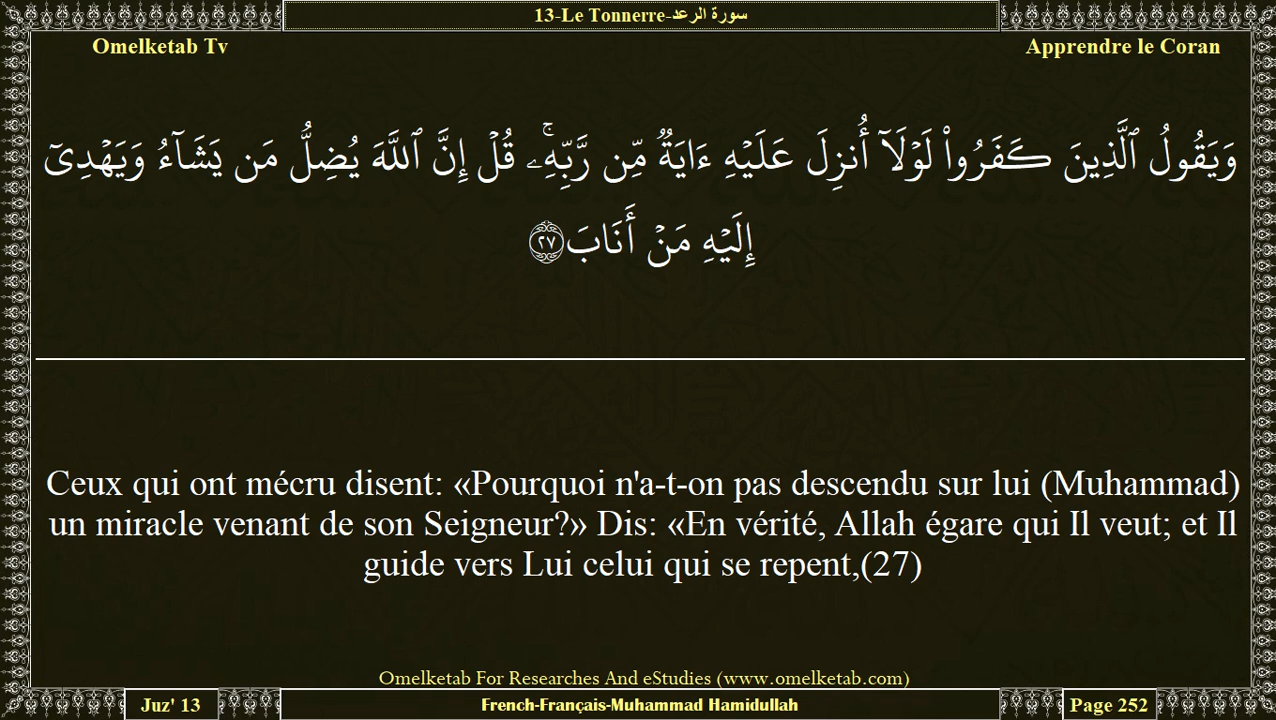 13-Le Tonnerre-سورة الرعد
Omelketab Tv
Apprendre le Coran
وَيَقُولُ ٱلَّذِينَ كَفَرُواْ لَوْلَآ أُنزِلَ عَلَيْهِ ءَايَةٌ مِّن رَّبِّهِۦۗ قُلْ إِنَّ ٱللَّهَ يُضِلُّ مَن يَشَآءُ وَيَهْدِىٓ
إِلَيْهِ مَنْ أَنَابَ ٢٧
Ceux qui ont mécru disent: «Pourquoi n'a-t-on pas descendu sur lui (Muhammad)
un miracle venant de son Seigneur?» Dis: «En vérité, Allah égare qui Il veut; et Il
guide vers Lui celui qui se repent,(27)
Omelketab For Researches And eStudies (www.omelketab.com)
Juz' 13
French-Français-Muhammad Hamidullah
Page 252